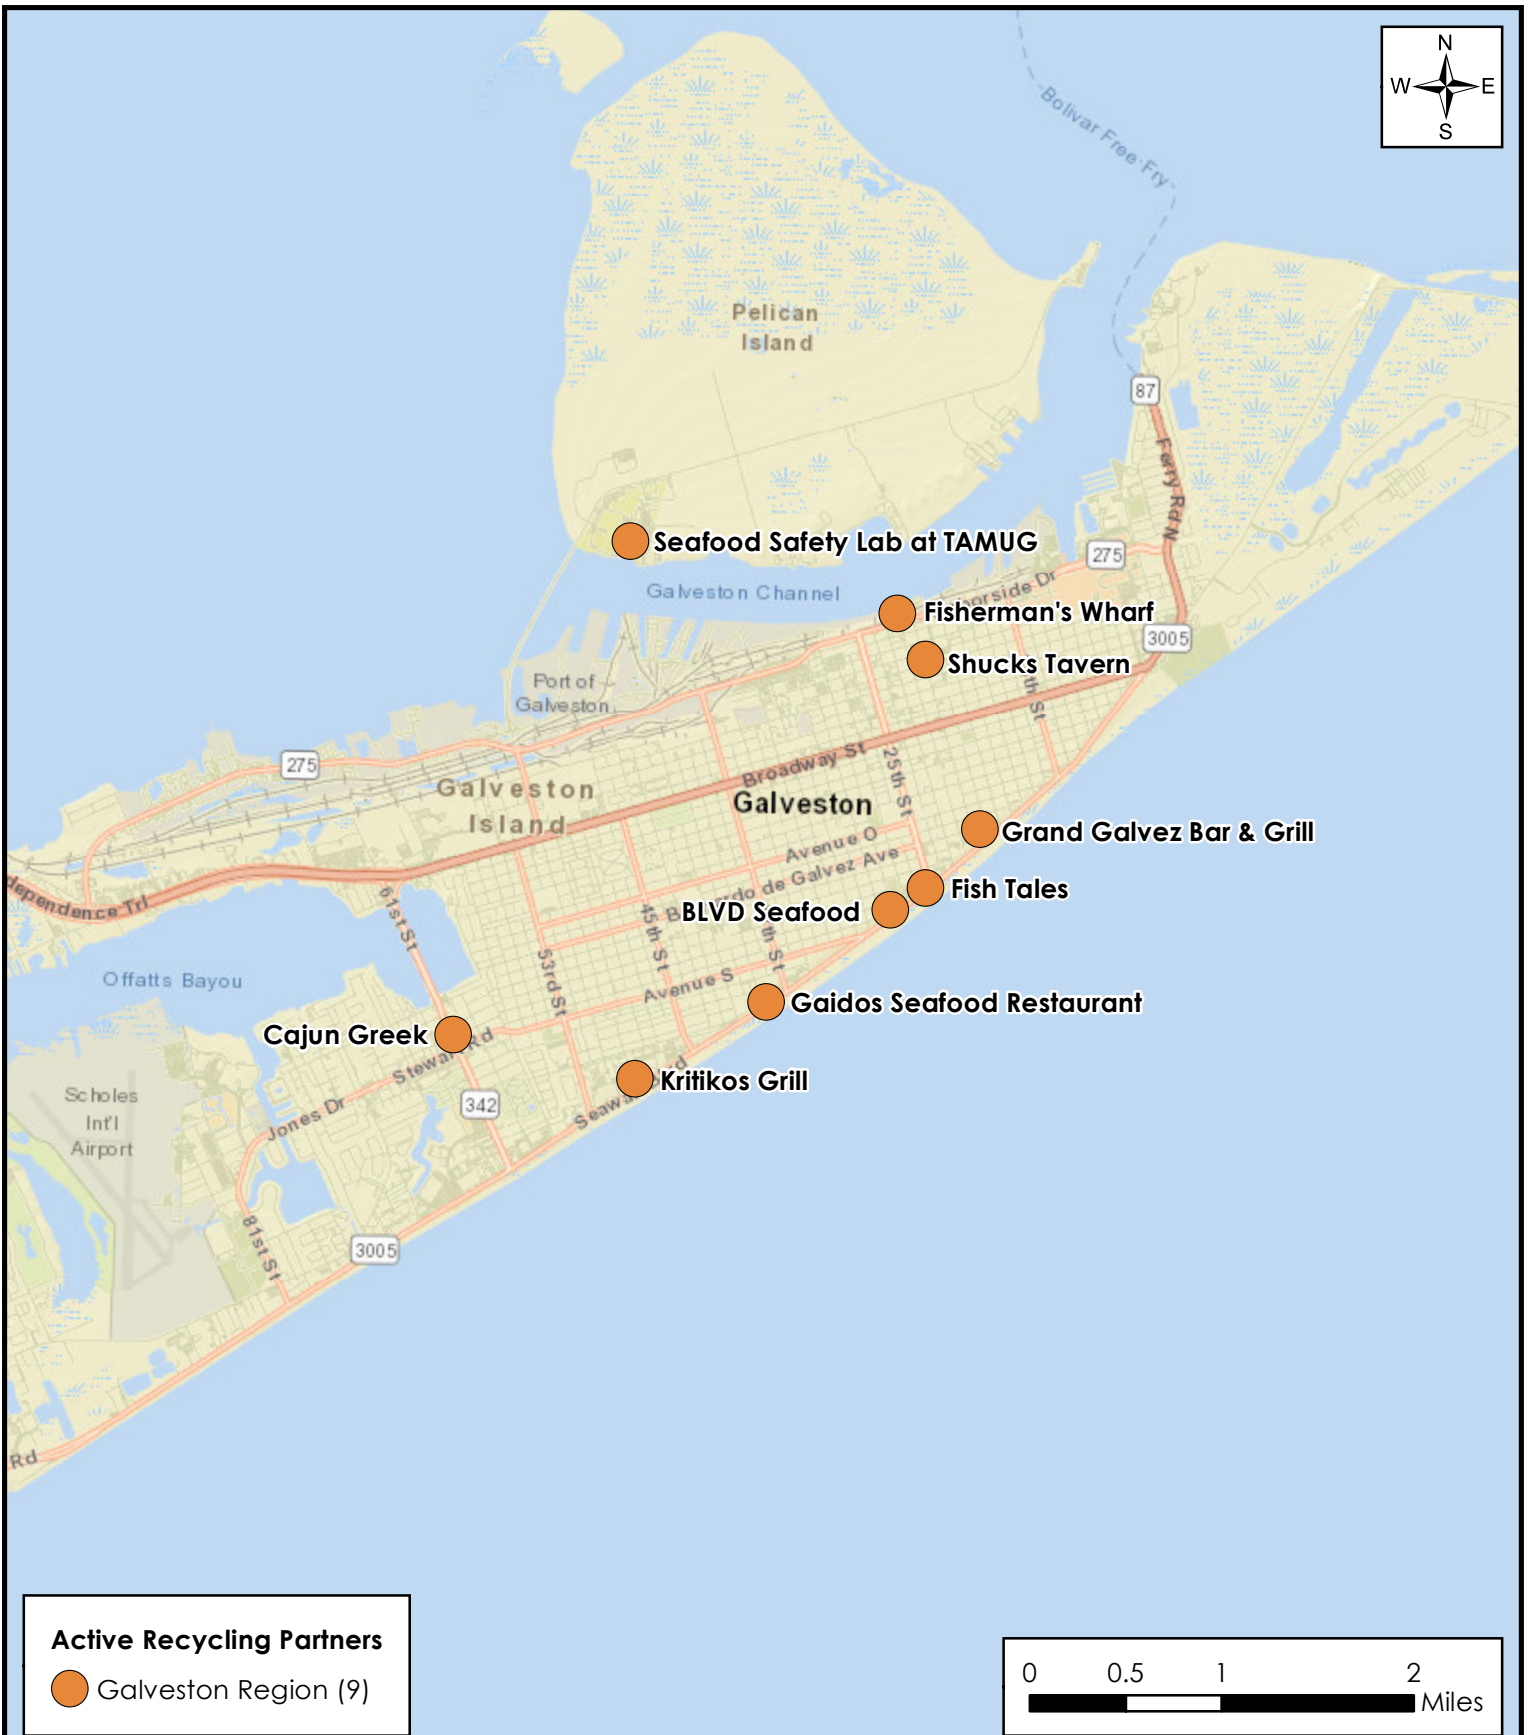 N
W E
S
Bolivar Free Fry
Pelican
Island
87
Ferry Rd N
Seafood Safety Lab at TAMUG
275
Galveston Channel
Fisherman's Wharf
3005
Shucks Tavern
Port of
Galveston
275
Broadway St
25th St
Galveston
Island
Galveston
Grand Galvez Bar & Grill
Avenue O
de Galvez Ave
Fish Tales
BLVD Seafood
61st St
45th St
53rd St
Offatts Bayou
Avenue S
Gaidos Seafood Restaurant
Cajun Greek
Kritikos Grill
Scholes
Int'l
Airport
Jones Dr
342
81st St
3005
Rd
Active Recycling Partners
Galveston Region (9)
0 0.5 1 2
Miles